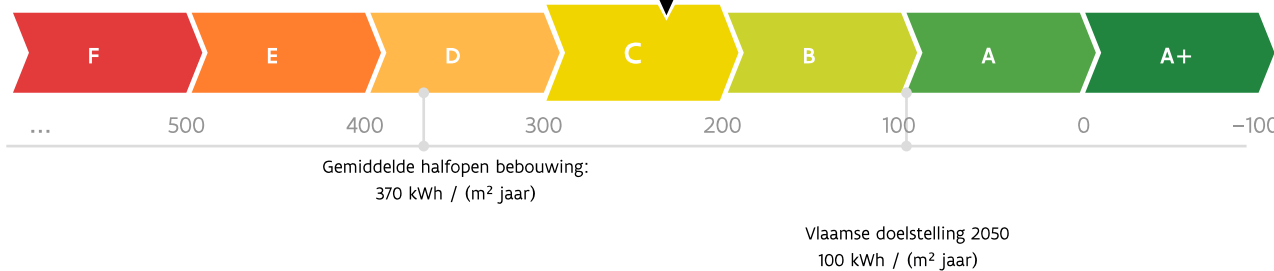 F E D C B A A+
... 500 400 300 200 100 0 −100
Gemiddelde halfopen bebouwing:
370 kWh / (m² jaar)
Vlaamse doelstelling 2050
100 kWh / (m² jaar)